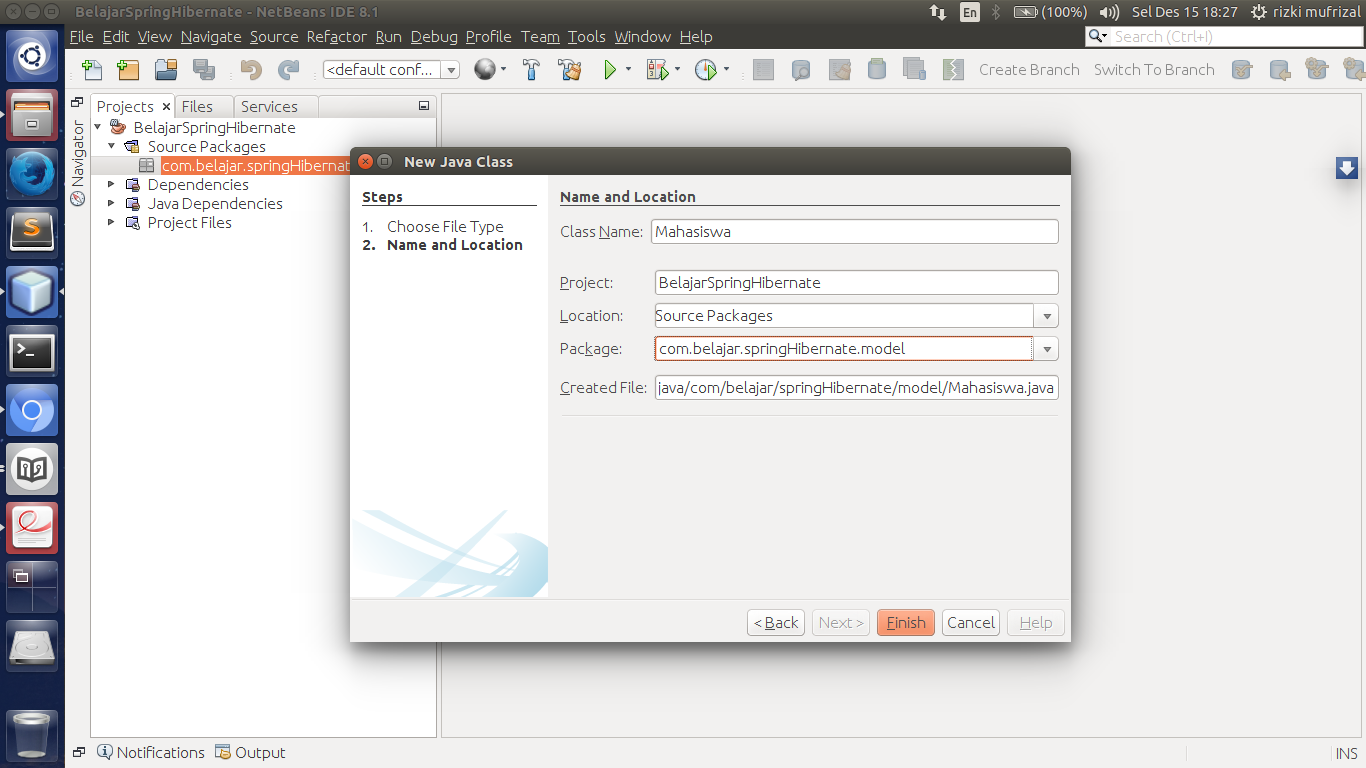 BelajarSpringHibernate - NetBeans IDE 8.1
En
(100%)
Sel Des 15 18:27
rizki mufrizal
File Edit View Navigate Source Refactor Run Debug Profile Team Tools Window Help
Search (Ctrl+I)
<default conf...
Create Branch
Switch To Branch
Projects
Files
Services
Navigator
BelajarSpringHibernate
Source Packages
com.belajar.springHibernat
Dependencies
Java Dependencies
Project Files
New Java Class
Steps
1. Choose File Type
2. Name and Location
Name and Location
Class Name: Mahasiswa
Project: BelajarSpringHibernate
Location: Source Packages
Package: com.belajar.springHibernate.model
Created File: java/com/belajar/springHibernate/model/Mahasiswa.java
< Back
Next >
Finish
Cancel
Help
Notifications
Output
INS